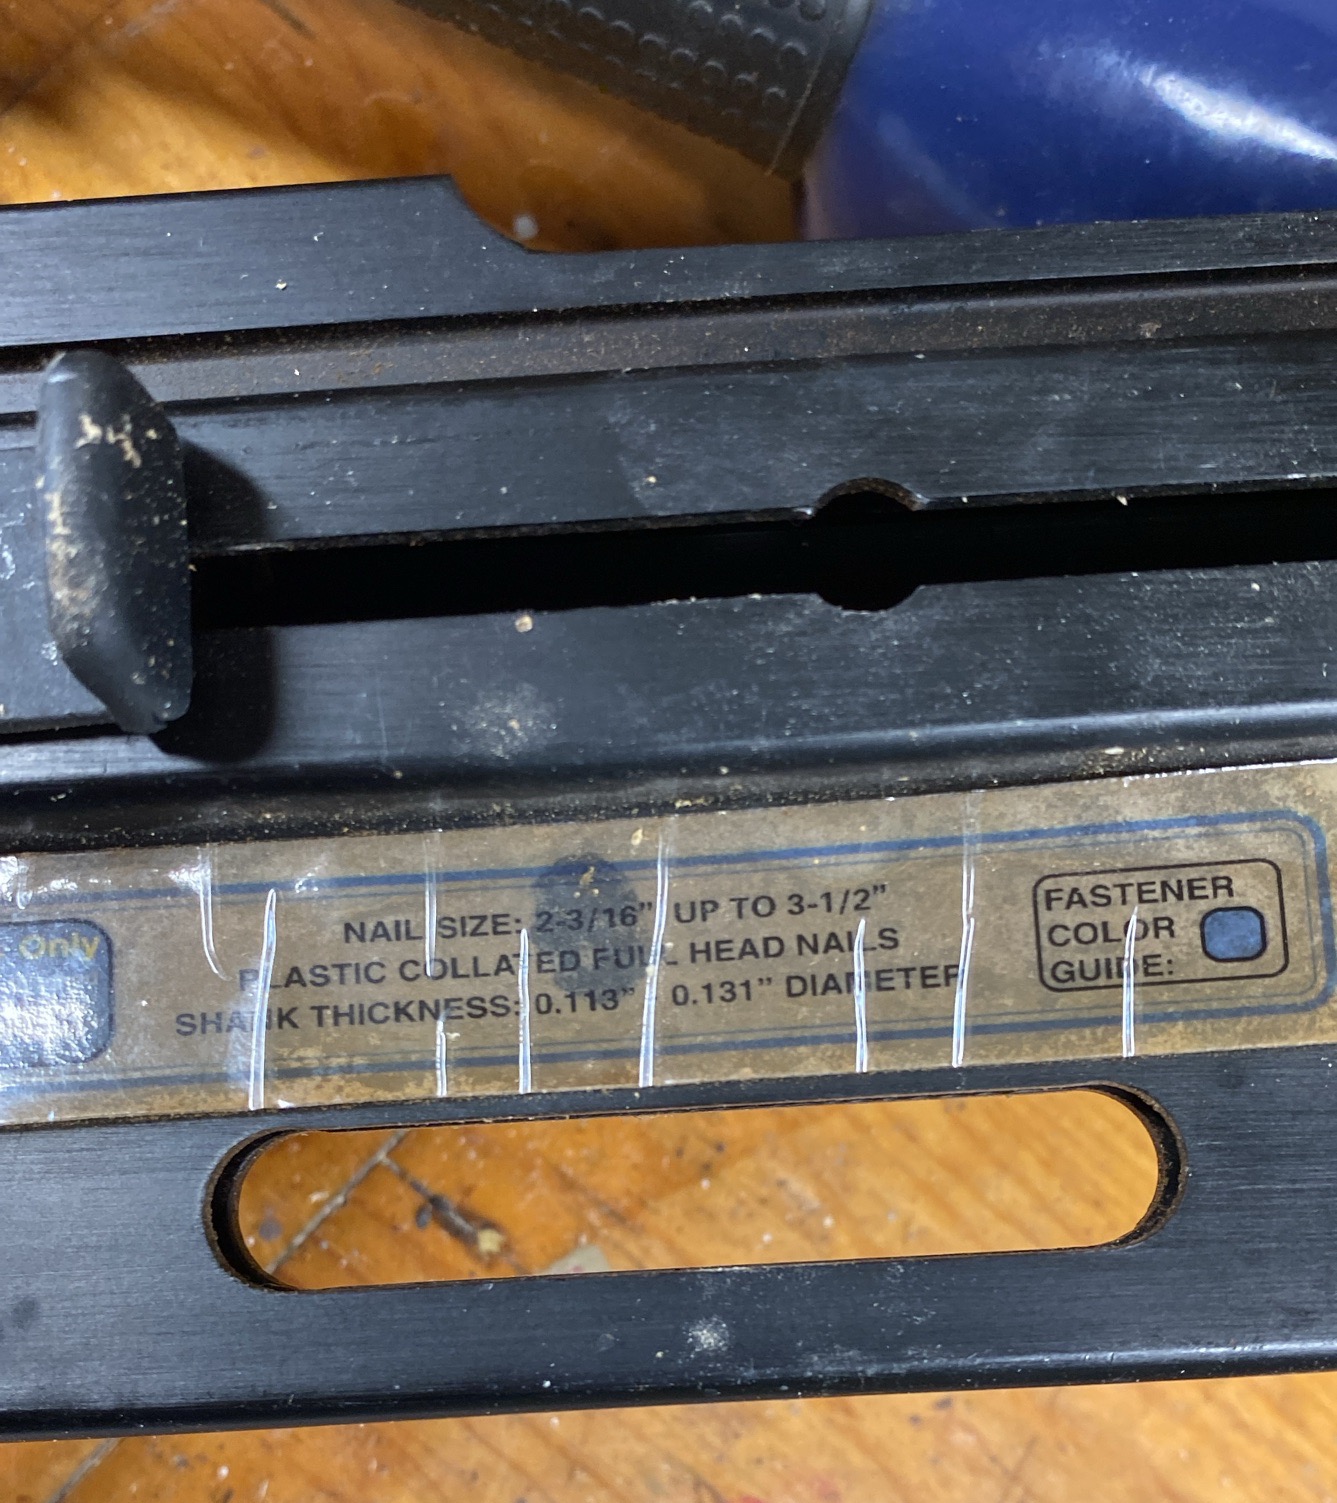 Only
NAIL SIZE: 2-3/16” UP TO 3-1/2”
PLASTIC COLLATED FULL HEAD NAILS
SHANK THICKNESS: 0.113” 0.131” DIAMETER
FASTENER
COLOR
GUIDE: